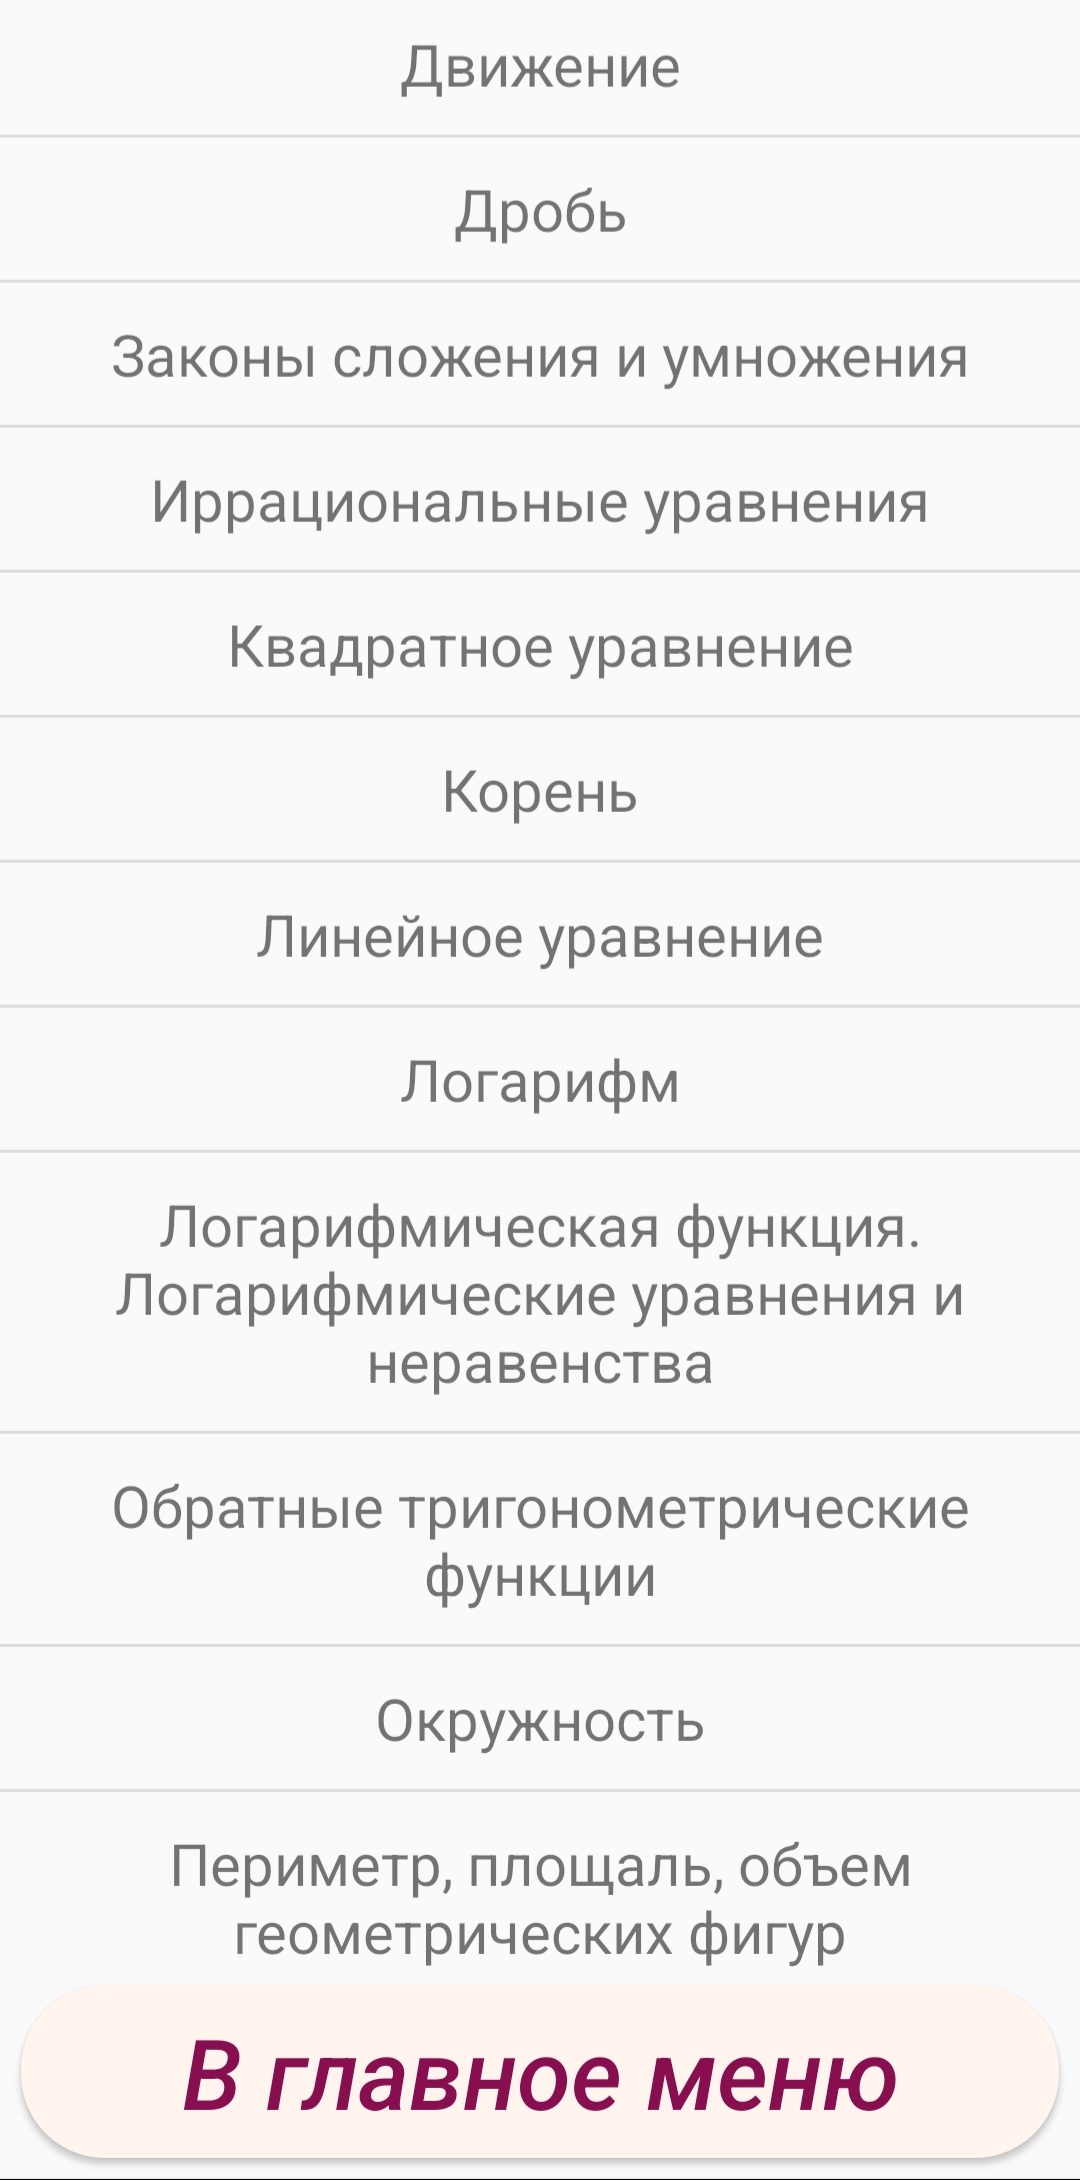 Движение
Дробь
Законы сложения и умножения
Иррациональные уравнения
Квадратное уравнение
Корень
Линейное уравнение
Логарифм
Логарифмическая функция.
Логарифмические уравнения и
неравенства
Обратные тригонометрические
функции
Окружность
Периметр, площаль, объем
геометрических фигур
В главное меню